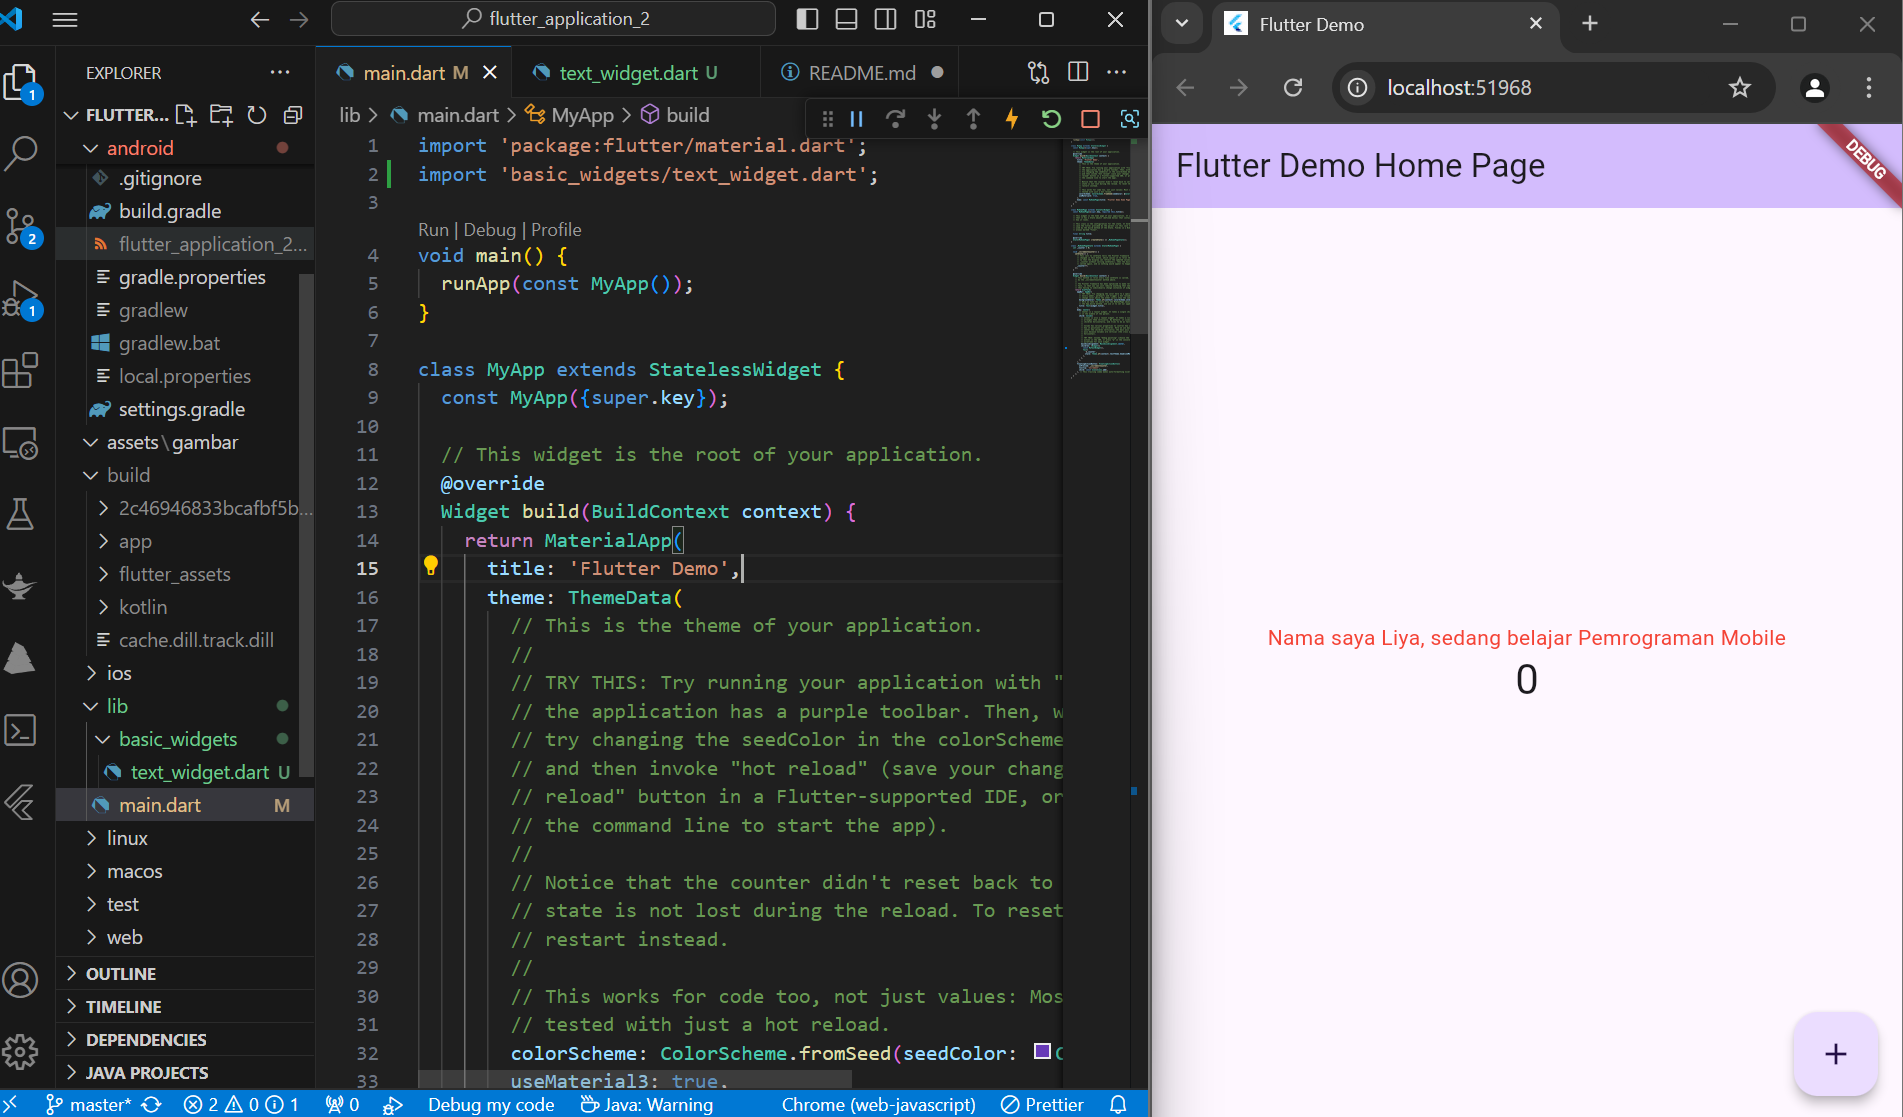 flutter_application_2
EXPLORER
FLUTTER...
android
.gitignore
build.gradle
flutter_application_2...
gradle.properties
gradlew
gradlew.bat
local.properties
settings.gradle
assets\gambar
build
2c46946833bcafbf5b...
app
flutter_assets
kotlin
cache.dill.track.dill
ios
lib
basic_widgets
text_widget.dart U
main.dart M
linux
macos
test
web
OUTLINE
TIMELINE
DEPENDENCIES
JAVA PROJECTS
1
2
1
main.dart M
text_widget.dart U
README.md
lib > main.dart > MyApp > build
1 import 'package:flutter/material.dart';
2 import 'basic_widgets/text_widget.dart';
3
Run | Debug | Profile
4 void main() {
5 runApp(const MyApp());
6 }
7
8 class MyApp extends StatelessWidget {
9 const MyApp({super.key});
10
11 // This widget is the root of your application.
12 @override
13 Widget build(BuildContext context) {
14 return MaterialApp(
15 title: 'Flutter Demo',
16 theme: ThemeData(
17 // This is the theme of your application.
18 //
19 // TRY THIS: Try running your application with "
20 // the application has a purple toolbar. Then, w
21 // try changing the seedColor in the colorScheme
22 // and then invoke "hot reload" (save your chang
23 // reload" button in a Flutter-supported IDE, or
24 // the command line to start the app).
25 //
26 // Notice that the counter didn't reset back to
27 // state is not lost during the reload. To reset
28 // restart instead.
29 //
30 // This works for code too, not just values: Mos
31 // tested with just a hot reload.
32 colorScheme: ColorScheme.fromSeed(seedColor: C
33 useMaterial3: true,
master* 2 0 1 0 Debug my code Java: Warning Chrome (web-javascript) Prettier
Flutter Demo
localhost:51968
Flutter Demo Home Page
DEBUG
Nama saya Liya, sedang belajar Pemrograman Mobile
0
+